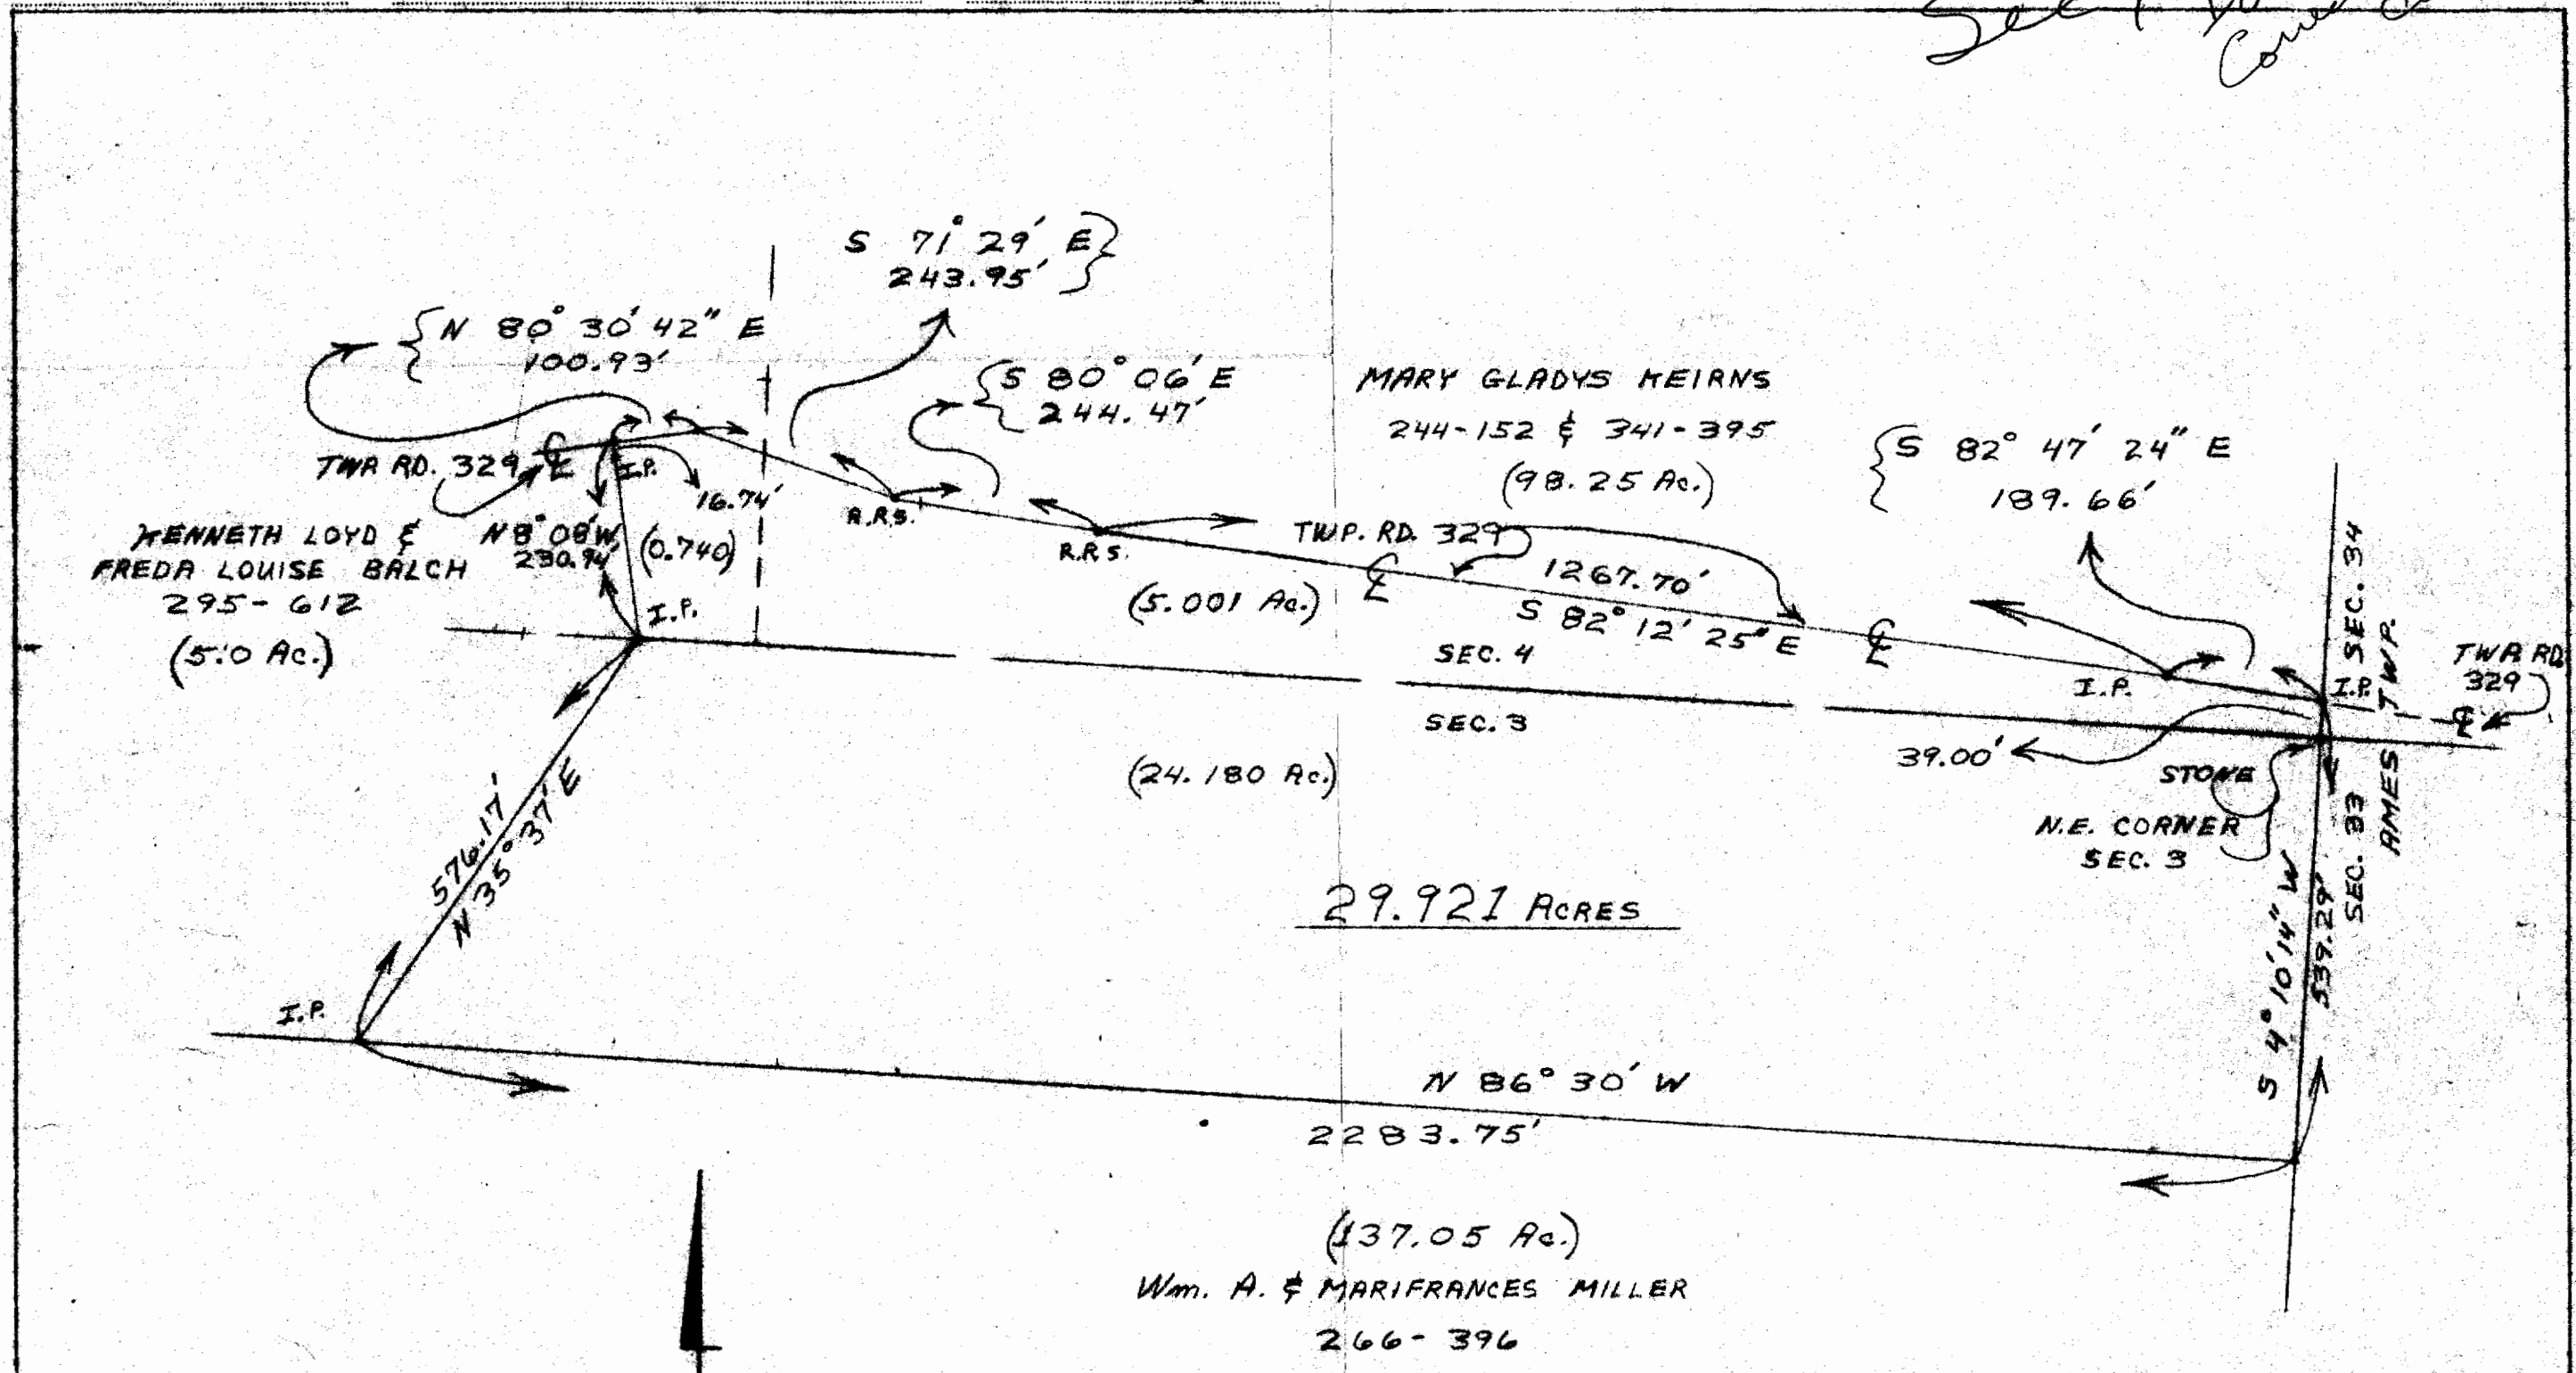 Corner
S 71° 29' E
243.95'
N 80° 30' 42" E
100.93'
S 80° 06' E
244.47'
MARY GLADYS KEIRNS
244-152 & 341-395
(98.25 Ac.)
S 82° 47' 24" E
189.66'
TWP. RD. 329
℄
I.P.
16.74'
R.R.S.
R.R.S.
KENNETH LOYD &
FREDA LOUISE BALCH
295-612
(5.0 Ac.)
N 8° 08' W
230.94'
(0.740)
I.P.
TWP. RD. 329
℄
1267.70'
S 82° 12' 25" E
℄
(5.001 Ac.)
SEC. 4
SEC. 3
I.P.
I.P.
SEC. 34
AMES TWP.
SEC. 33
TWP. RD.
329
℄
39.00'
STONE
N.E. CORNER
SEC. 3
(24.180 Ac.)
576.17'
N 35° 37' E
29.921 ACRES
S 4° 10' 14" W
539.29'
I.P.
N 86° 30' W
2283.75'
(137.05 Ac.)
Wm. A. & MARIFRANCES MILLER
266-396